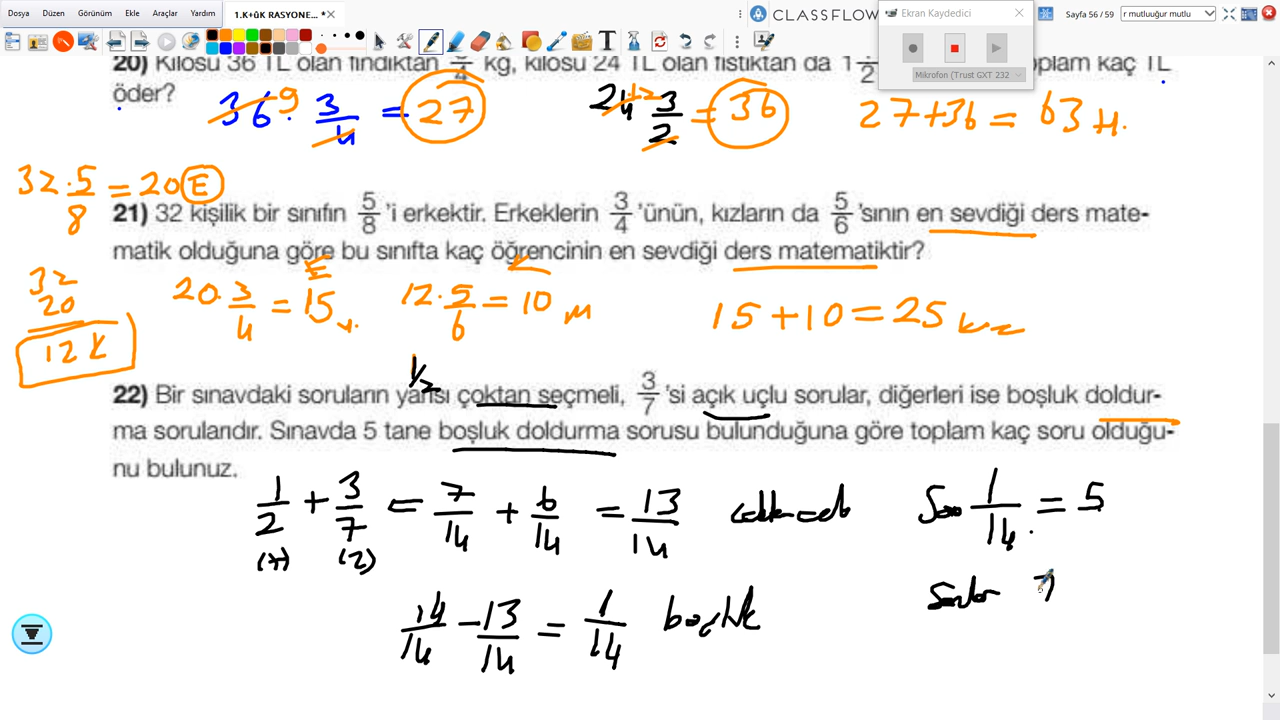 Dosya Düzen Görünüm Ekle Araçlar Yardım 1.K+ûK RASYONE... * CLASSFLOW Ekran Kaydedici Sayfa 56 / 59 r mutluuğur mutlu
Mikrofon (Trust GXT 232
20) Kilosu 36 TL olan fındıktan 3/4 kg, kilosu 24 TL olan fıstıktan da 1 toplam kaç TL
öder?
36 9 · 3/4 = 27 24 12 3/2 = 36 27+36 = 63 tl.
32 · 5/8 = 20 E
21) 32 kişilik bir sınıfın 5/8 'i erkektir. Erkeklerin 3/4 'ünün, kızların da 5/6 'sının en sevdiği ders mate-
matik olduğuna göre bu sınıfta kaç öğrencinin en sevdiği ders matematiktir?
32
20
12 K
20 · 3/4 = 15 12 · 5/6 = 10 M 15 + 10 = 25
1/2
22) Bir sınavdaki soruların yarısı çoktan seçmeli, 3/7 'si açık uçlu sorular, diğerleri ise boşluk doldur-
ma sorularıdır. Sınavda 5 tane boşluk doldurma sorusu bulunduğuna göre toplam kaç soru olduğu-
nu bulunuz.
1/2 + 3/7 = 7/14 + 6/14 = 13/14 1/14 = 5
(7) (2)
14/14 - 13/14 = 1/14 boşluk